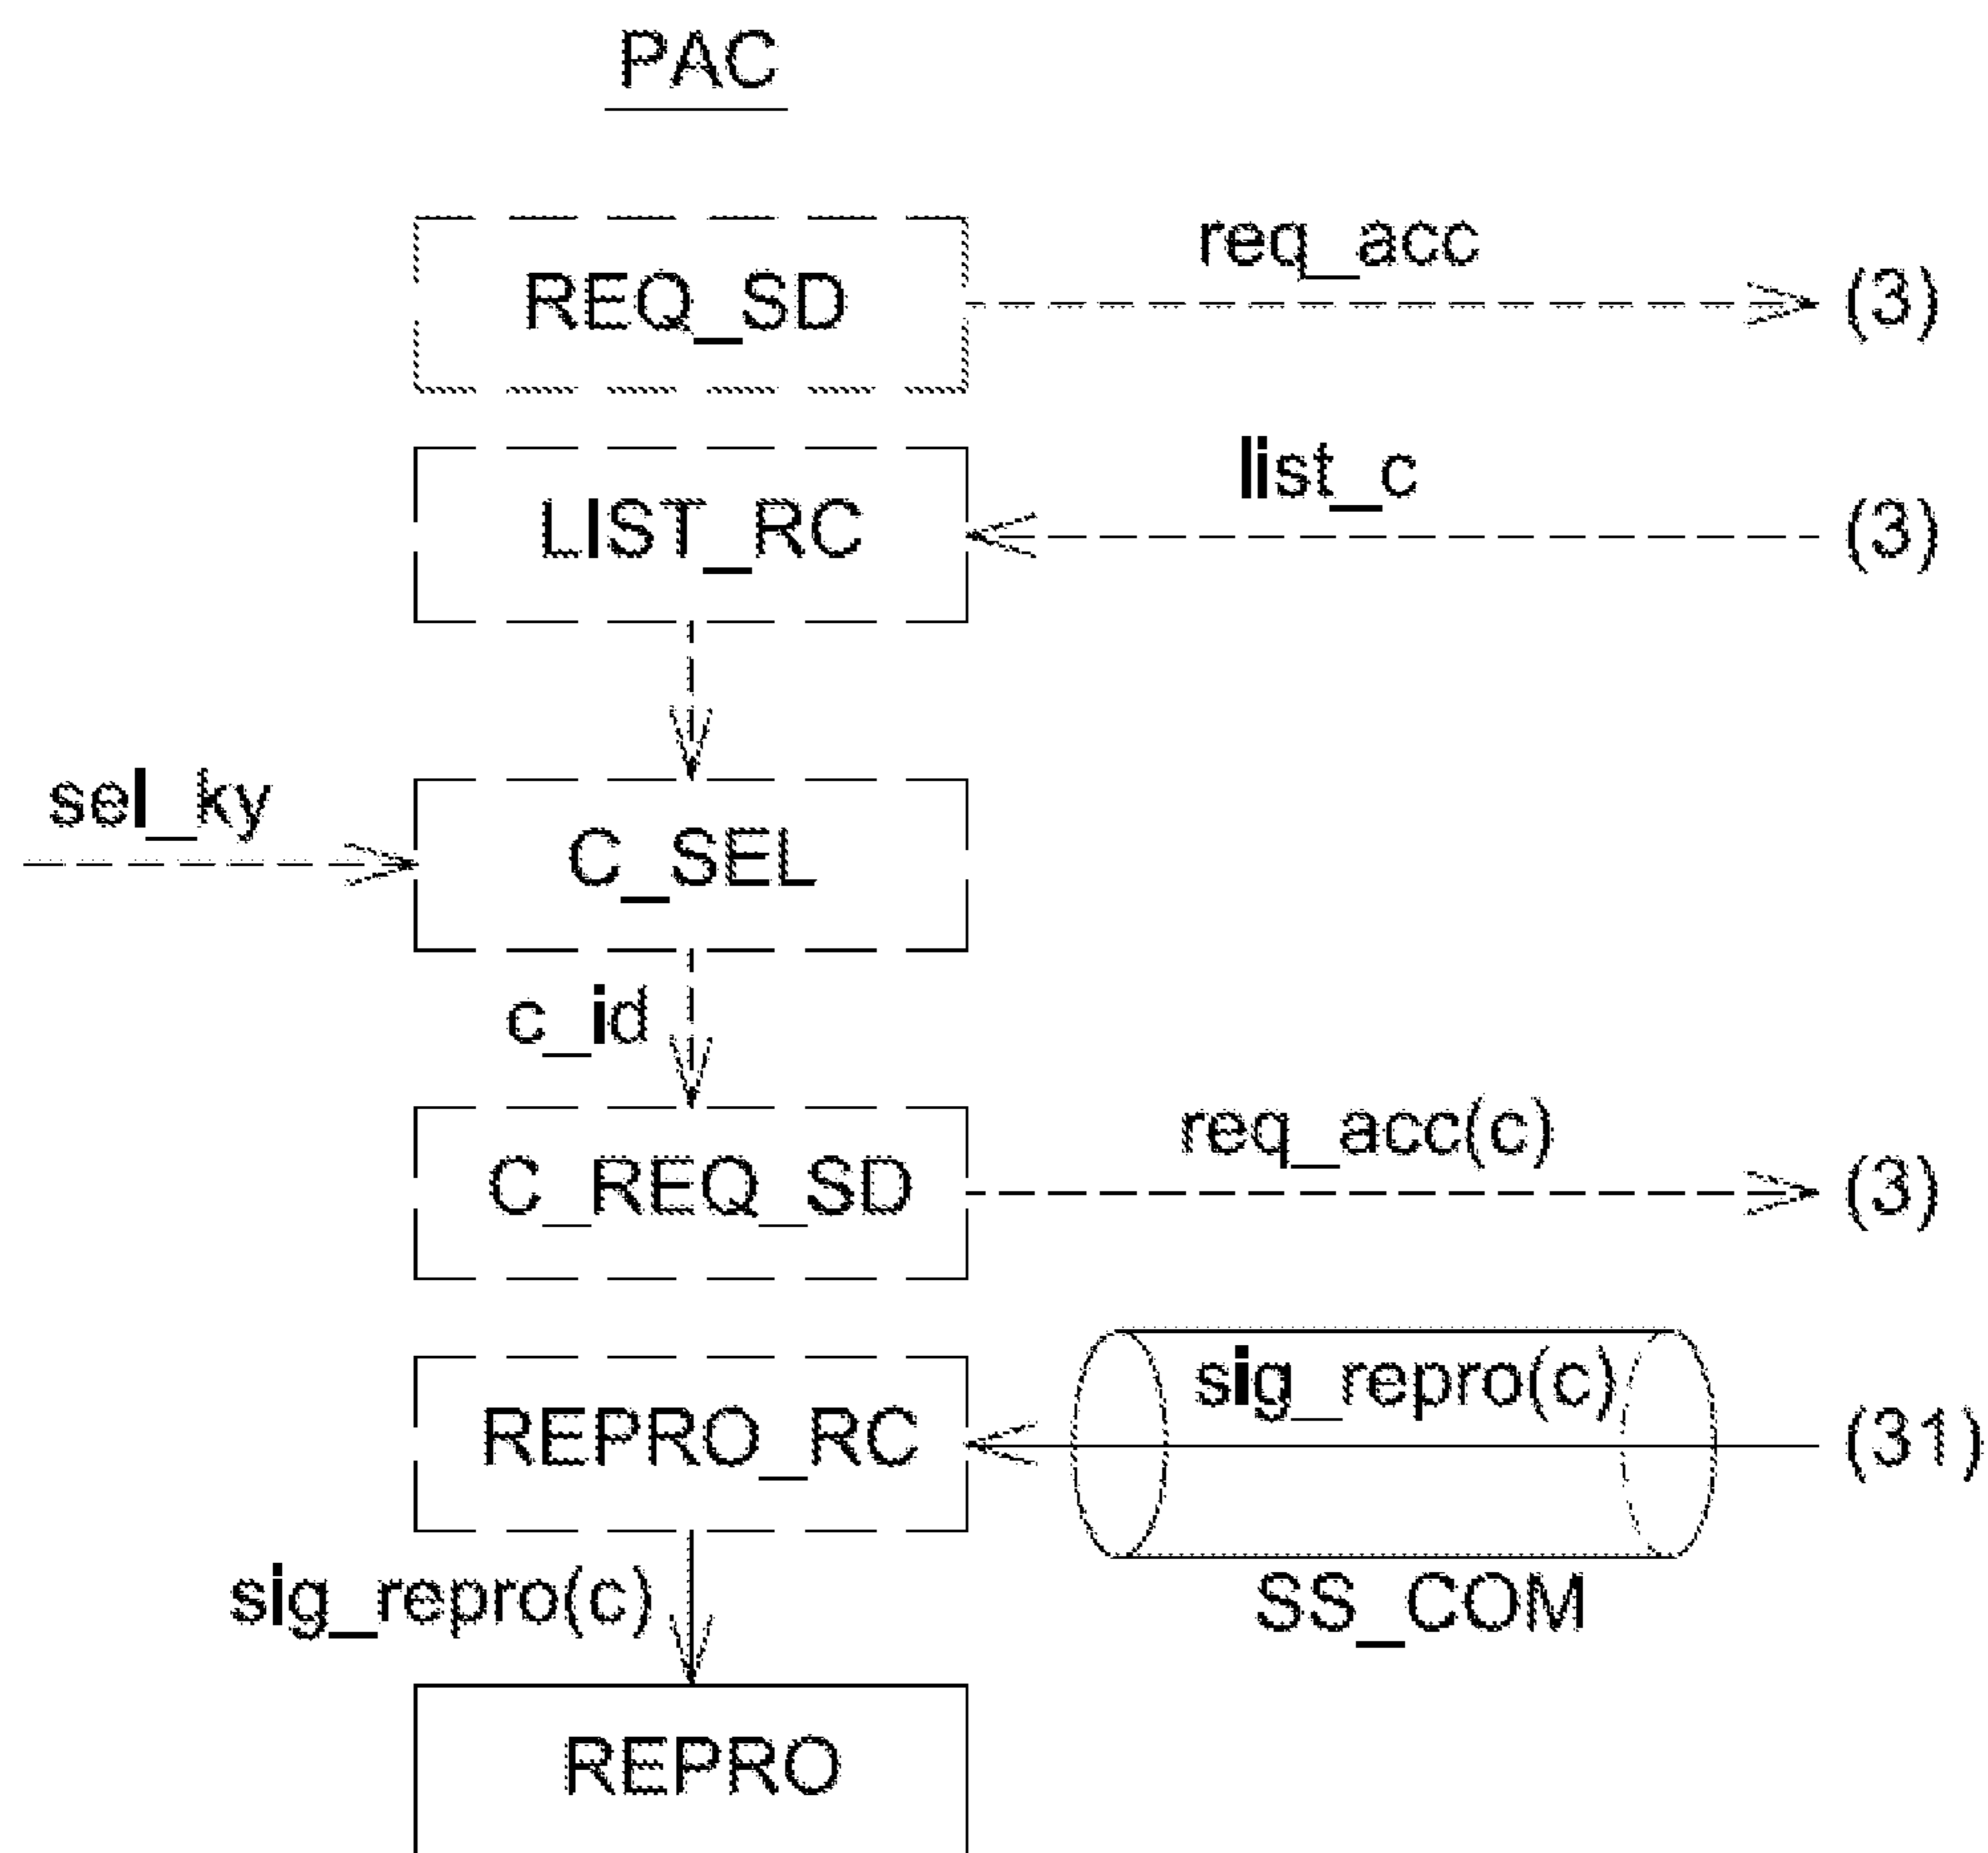 PAC
req_acc
REQ_SD
(3)
list_c
LIST_RC
(3)
sel_ky
C_SEL
c_id
req_acc(c)
C_REQ_SD
(3)
sig_repro(c)
REPRO_RC
(31)
sig_repro(c)
SS_COM
REPRO